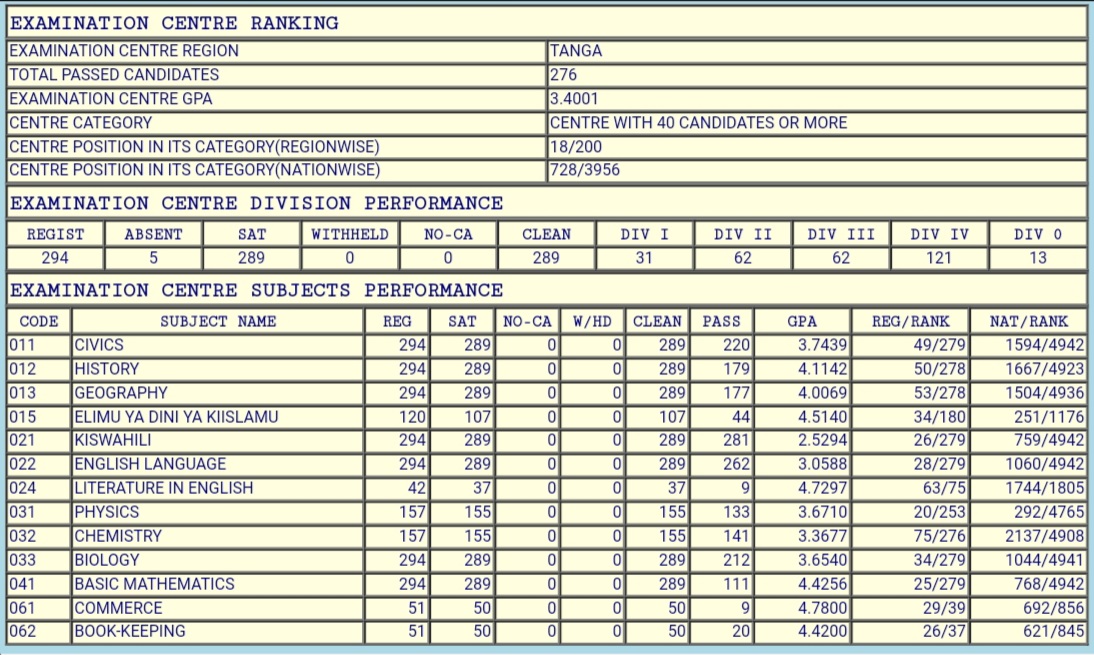 EXAMINATION CENTRE RANKING
EXAMINATION CENTRE REGION TANGA
TOTAL PASSED CANDIDATES 276
EXAMINATION CENTRE GPA 3.4001
CENTRE CATEGORY CENTRE WITH 40 CANDIDATES OR MORE
CENTRE POSITION IN ITS CATEGORY(REGIONWISE) 18/200
CENTRE POSITION IN ITS CATEGORY(NATIONWISE) 728/3956
EXAMINATION CENTRE DIVISION PERFORMANCE
REGIST ABSENT SAT WITHHELD NO-CA CLEAN DIV I DIV II DIV III DIV IV DIV 0
294 5 289 0 0 289 31 62 62 121 13
EXAMINATION CENTRE SUBJECTS PERFORMANCE
CODE SUBJECT NAME REG SAT NO-CA W/HD CLEAN PASS GPA REG/RANK NAT/RANK
011 CIVICS 294 289 0 0 289 220 3.7439 49/279 1594/4942
012 HISTORY 294 289 0 0 289 179 4.1142 50/278 1667/4923
013 GEOGRAPHY 294 289 0 0 289 177 4.0069 53/278 1504/4936
015 ELIMU YA DINI YA KIISLAMU 120 107 0 0 107 44 4.5140 34/180 251/1176
021 KISWAHILI 294 289 0 0 289 281 2.5294 26/279 759/4942
022 ENGLISH LANGUAGE 294 289 0 0 289 262 3.0588 28/279 1060/4942
024 LITERATURE IN ENGLISH 42 37 0 0 37 9 4.7297 63/75 1744/1805
031 PHYSICS 157 155 0 0 155 133 3.6710 20/253 292/4765
032 CHEMISTRY 157 155 0 0 155 141 3.3677 75/276 2137/4908
033 BIOLOGY 294 289 0 0 289 212 3.6540 34/279 1044/4941
041 BASIC MATHEMATICS 294 289 0 0 289 111 4.4256 25/279 768/4942
061 COMMERCE 51 50 0 0 50 9 4.7800 29/39 692/856
062 BOOK-KEEPING 51 50 0 0 50 20 4.4200 26/37 621/845